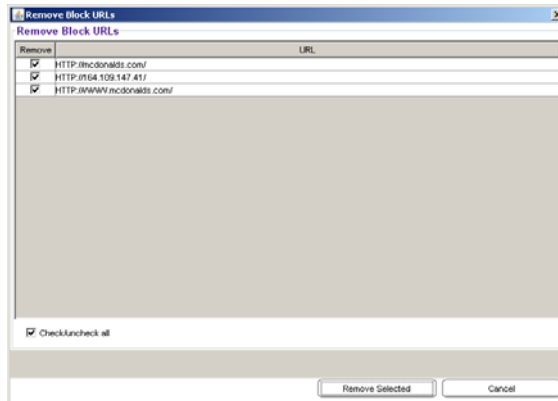 Remove Block URLs
Remove Block URLs
Remove URL
HTTP://mcdonalds.com/
HTTP://164.109.147.41/
HTTP://WWW.mcdonalds.com/
Check/uncheck all
Remove Selected Cancel